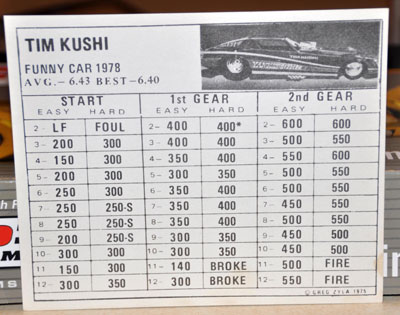 TIM KUSHI
FUNNY CAR 1978
AVG.— 6.43 BEST— 6.40
START 1st GEAR 2nd GEAR
EASY HARD EASY HARD EASY HARD
2- LF FOUL 2- 400 400* 2- 600 600
3- 200 300 3- 400 400 3- 500 550
4- 150 300 4- 350 400 4- 550 600
5- 200 300 5- 350 400 5- 500 550
6- 250 300 6- 350 400 6- 500 550
7- 250 250-S 7- 350 400 7- 500 550
8- 250 250-S 8- 350 400 8- 450 500
9- 200 250-S 9- 300 350 9- 450 500
10- 300 300 10- 300 350 10- 450 500
11 150 300 11- 140 BROKE 11- 500 FIRE
12- 300 350 12- 300 BROKE 12- 550 FIRE